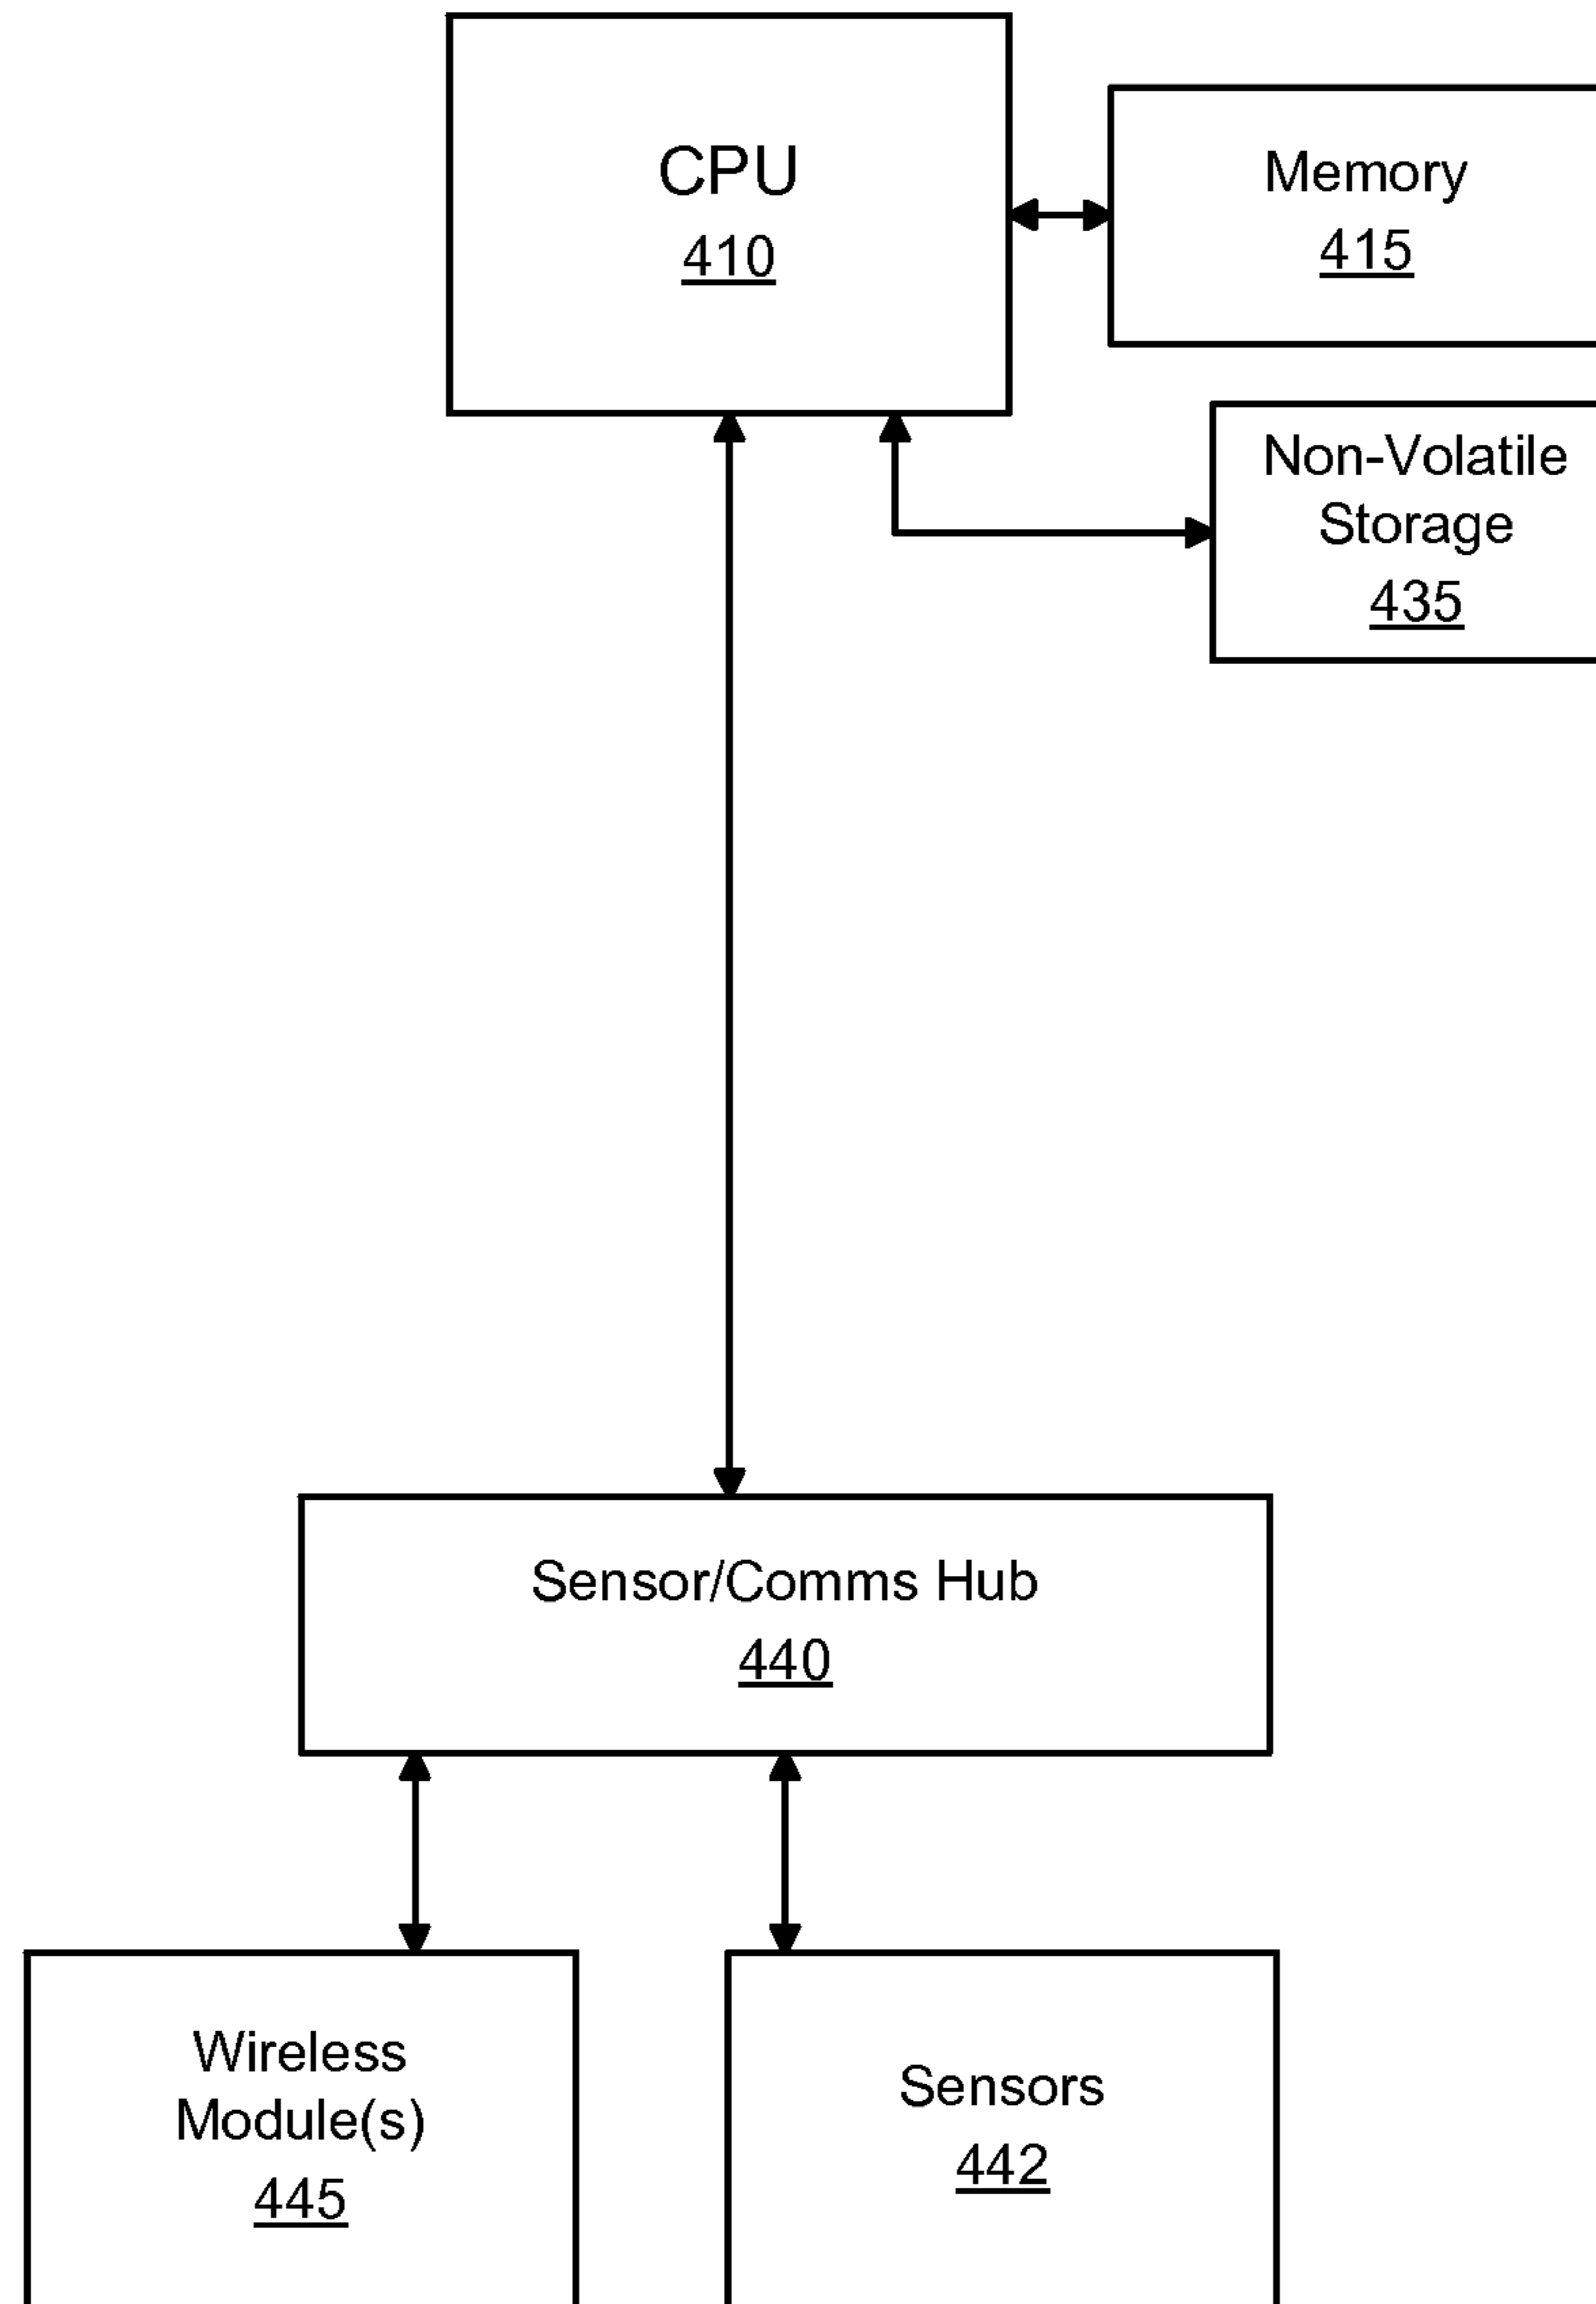 CPU
410
Memory
415
Non-Volatile
Storage
435
Sensor/Comms Hub
440
Wireless
Module(s)
445
Sensors
442